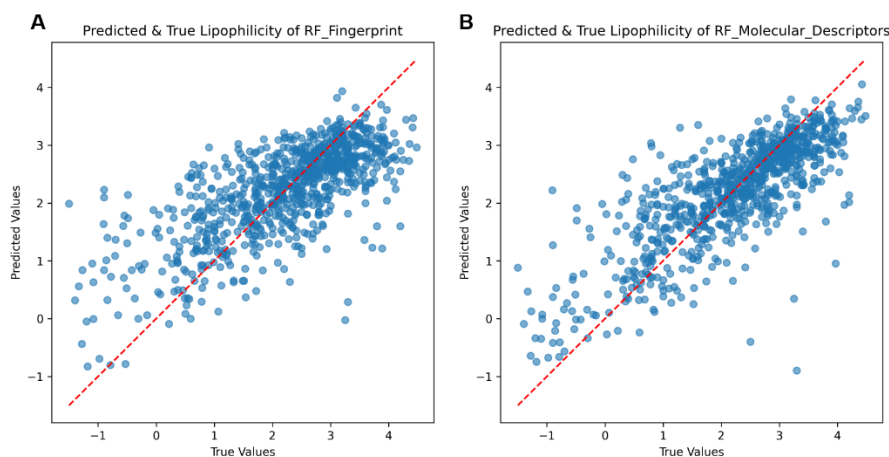 A
Predicted & True Lipophilicity of RF_Fingerprint
4
3
2
1
0
−1
Predicted Values
−1 0 1 2 3 4
True Values
B
Predicted & True Lipophilicity of RF_Molecular_Descriptors
4
3
2
1
0
−1
Predicted Values
−1 0 1 2 3 4
True Values